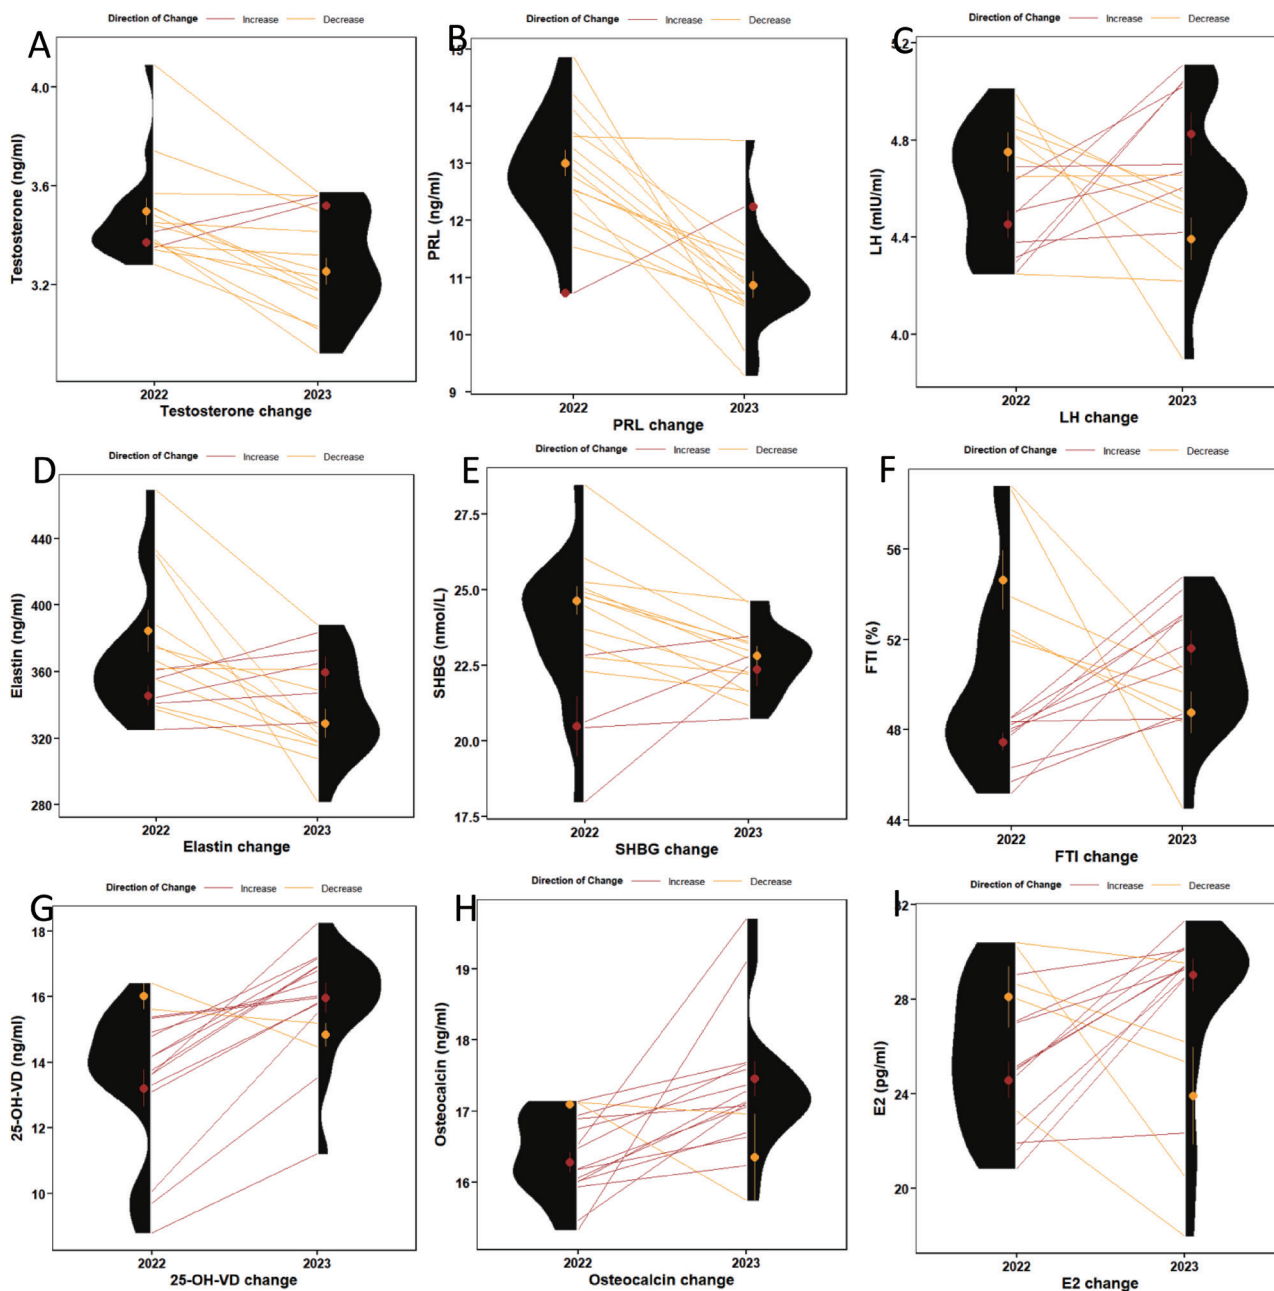 Direction of Change Increase Decrease
A
4.0
3.6
3.2
Testosterone (ng/ml)
2022 2023
Testosterone change
Direction of Change Increase Decrease
B
15
14
13
12
11
10
9
PRL (ng/ml)
2022 2023
PRL change
Direction of Change Increase Decrease
C
5.2
4.8
4.4
4.0
LH (mIU/ml)
2022 2023
LH change
Direction of Change Increase Decrease
D
440
400
360
320
280
Elastin (ng/ml)
2022 2023
Elastin change
Direction of Change Increase Decrease
E
27.5
25.0
22.5
20.0
17.5
SHBG (nmol/L)
2022 2023
SHBG change
Direction of Change Increase Decrease
F
56
52
48
44
FTI (%)
2022 2023
FTI change
Direction of Change Increase Decrease
G
18
16
14
12
10
25-OH-VD (ng/ml)
2022 2023
25-OH-VD change
Direction of Change Increase Decrease
H
19
18
17
16
Osteocalcin (ng/ml)
2022 2023
Osteocalcin change
Direction of Change Increase Decrease
I
32
28
24
20
E2 (pg/ml)
2022 2023
E2 change